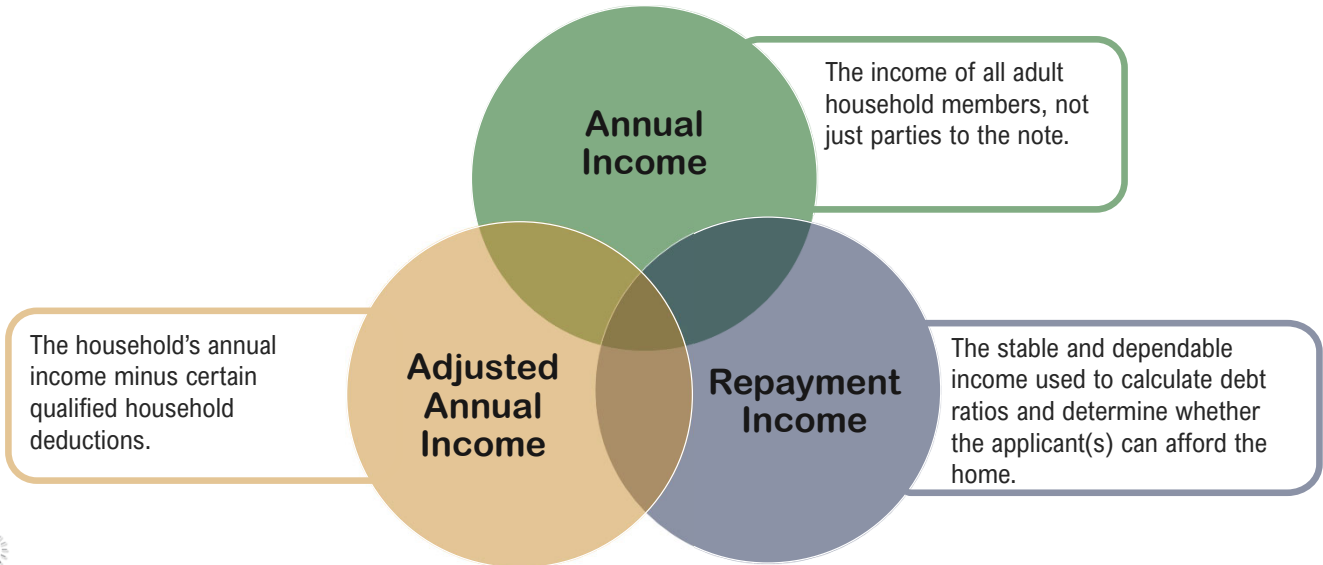 Annual
Income
The income of all adult
household members, not
just parties to the note.
The household's annual
income minus certain
qualified household
deductions.
Adjusted
Annual
Income
Repayment
Income
The stable and dependable
income used to calculate debt
ratios and determine whether
the applicant(s) can afford the
home.